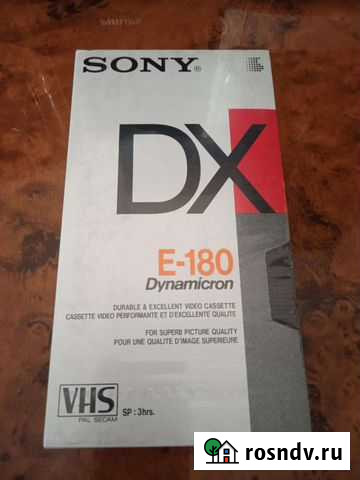 SONY®
DX
E-180
Dynamicron
DURABLE & EXCELLENT VIDEO CASSETTE
CASSETTE VIDEO PERFORMANTE ET D'EXCELLENTE QUALITE
FOR SUPERB PICTURE QUALITY
POUR UNE QUALITE D'IMAGE SUPERIEURE
VHS SP : 3hrs.
PAL SECAM
rosndv.ru